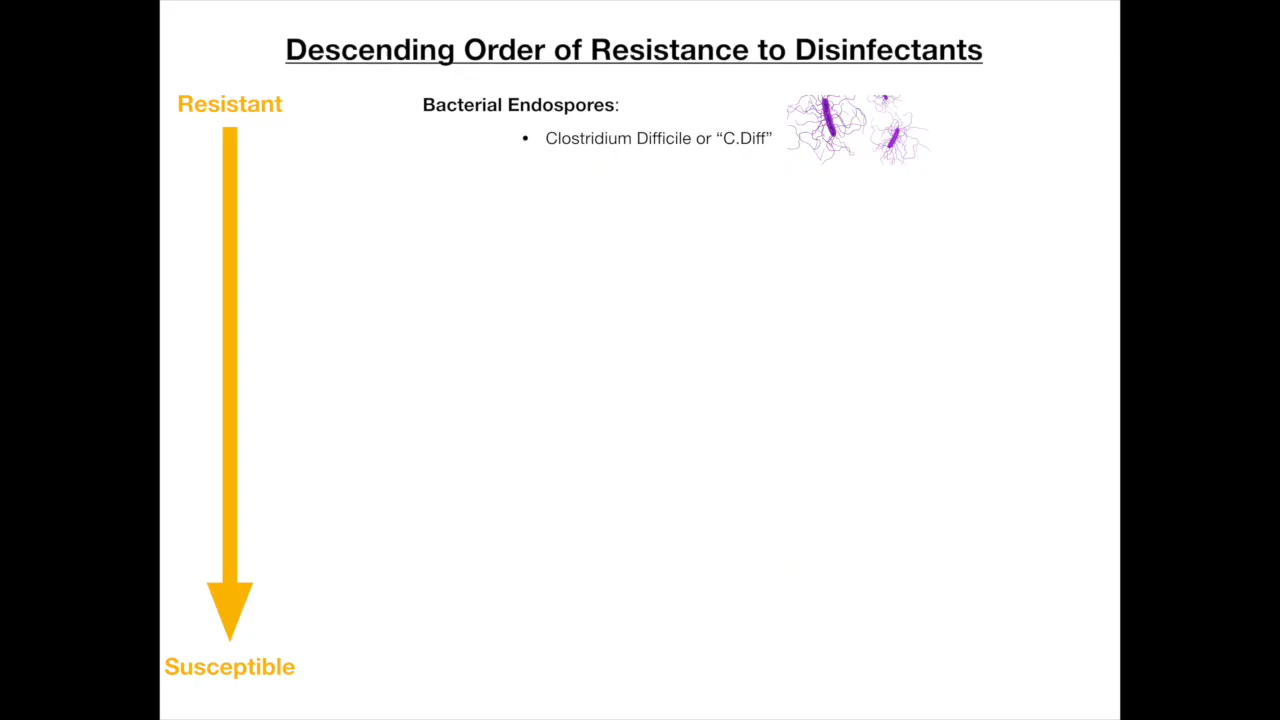 Descending Order of Resistance to Disinfectants
Resistant
Bacterial Endospores:
• Clostridium Difficile or “C.Diff”
Susceptible